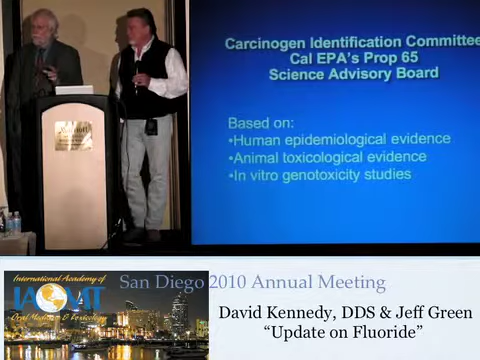 Carcinogen Identification Committee
Cal EPA's Prop 65
Science Advisory Board
Based on:
•Human epidemiological evidence
•Animal toxicological evidence
•In vitro genotoxicity studies
Marriott
International Academy of
IAOMT
Oral Medicine & Toxicology
San Diego 2010 Annual Meeting
David Kennedy, DDS & Jeff Green
“Update on Fluoride”